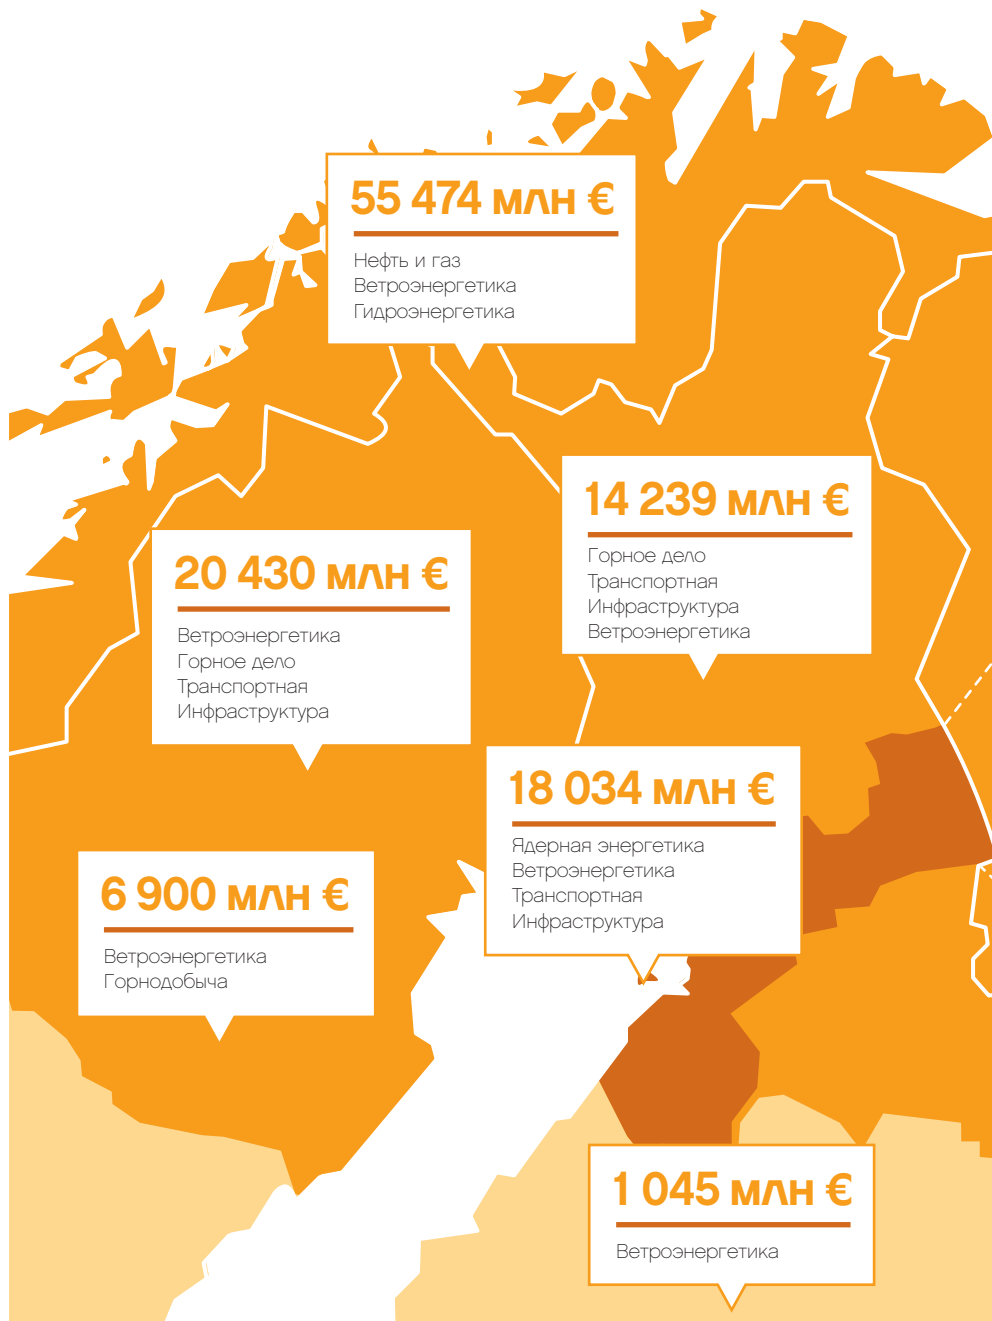 55 474 млн €
Нефть и газ
Ветроэнергетика
Гидроэнергетика
14 239 млн €
Горное дело
Транспортная
Инфраструктура
Ветроэнергетика
20 430 млн €
Ветроэнергетика
Горное дело
Транспортная
Инфраструктура
18 034 млн €
Ядерная энергетика
Ветроэнергетика
Транспортная
Инфраструктура
6 900 млн €
Ветроэнергетика
Горнодобыча
1 045 млн €
Ветроэнергетика